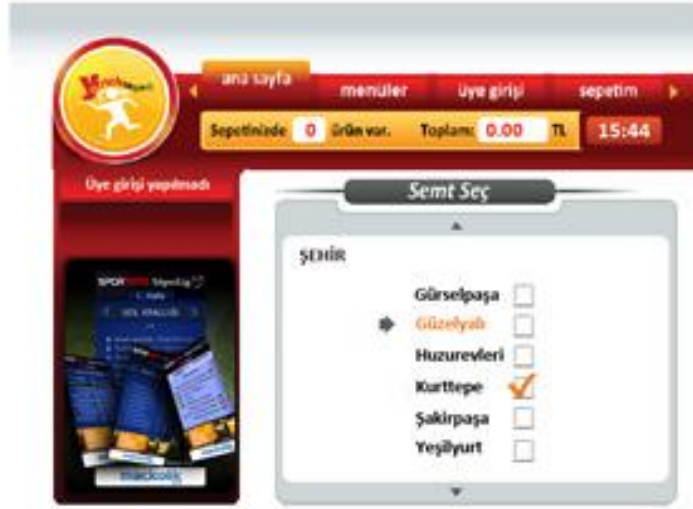 ana sayfa
menüler
üye girişi
sepetim
Sepetinizde 0 ürün var. Toplam: 0.00 TL 15:44
Üye girişi yapılmadı
Semt Seç
ŞEHİR
Gürselpaşa
Güzelyalı
Huzurevleri
Kurttepe
Şakirpaşa
Yeşilyurt